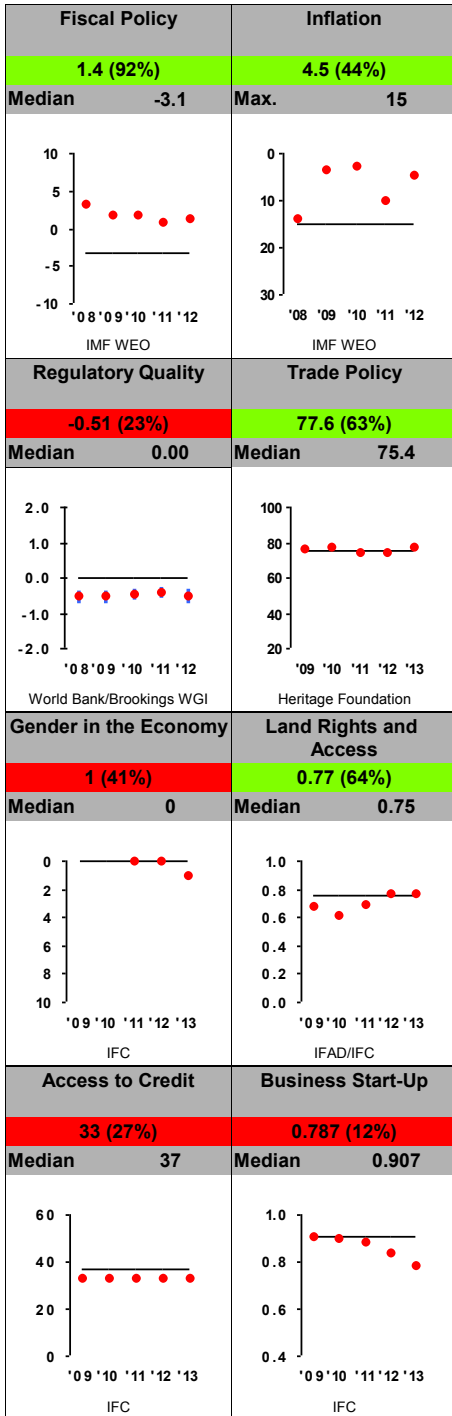 Fiscal Policy
1.4 (92%)
Median -3.1
10
5
0
-5
-10
'08 '09 '10 '11 '12
IMF WEO
Inflation
4.5 (44%)
Max. 15
0
10
20
30
'08 '09 '10 '11 '12
IMF WEO
Regulatory Quality
-0.51 (23%)
Median 0.00
2.0
1.0
0.0
-1.0
-2.0
'08 '09 '10 '11 '12
World Bank/Brookings WGI
Trade Policy
77.6 (63%)
Median 75.4
100
80
60
40
20
'09 '10 '11 '12 '13
Heritage Foundation
Gender in the Economy
1 (41%)
Median 0
0
2
4
6
8
10
'09 '10 '11 '12 '13
IFC
Land Rights and
Access
0.77 (64%)
Median 0.75
1.0
0.8
0.6
0.4
0.2
0.0
'09 '10 '11 '12 '13
IFAD/IFC
Access to Credit
33 (27%)
Median 37
60
40
20
0
'09 '10 '11 '12 '13
IFC
Business Start-Up
0.787 (12%)
Median 0.907
1.0
0.8
0.6
0.4
'09 '10 '11 '12 '13
IFC